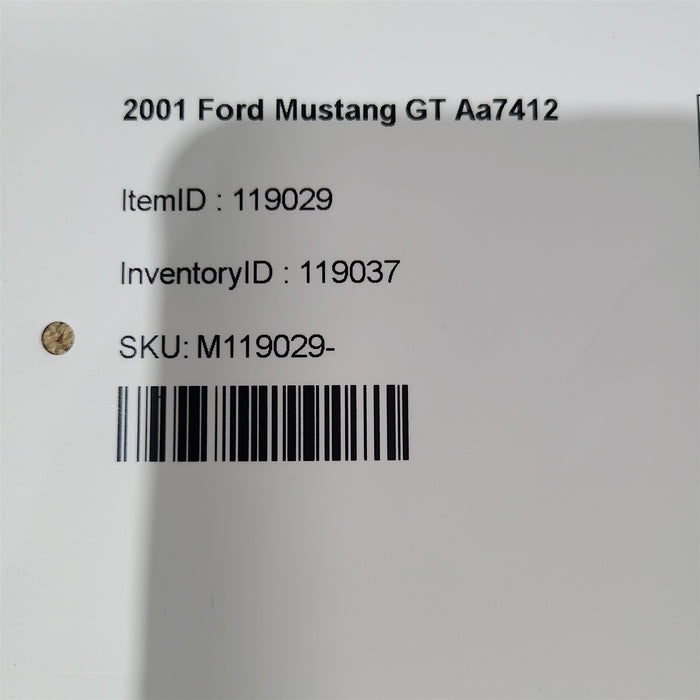 2001 Ford Mustang GT Aa7412
ItemID : 119029
InventoryID : 119037
SKU: M119029-